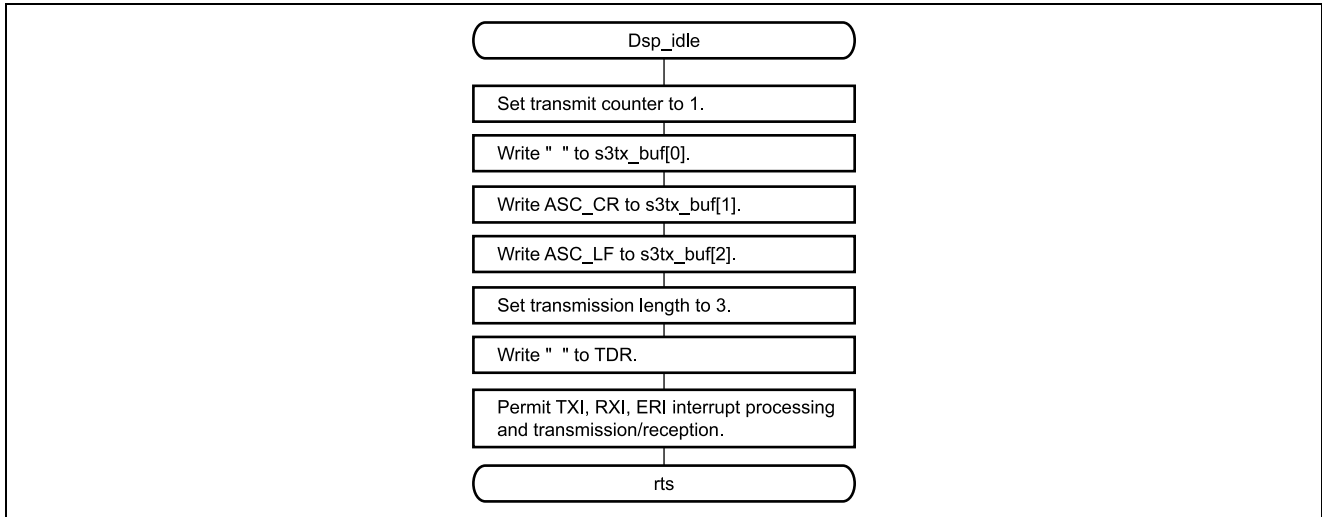 Dsp_idle
Set transmit counter to 1.
Write " " to s3tx_buf[0].
Write ASC_CR to s3tx_buf[1].
Write ASC_LF to s3tx_buf[2].
Set transmission length to 3.
Write " " to TDR.
Permit TXI, RXI, ERI interrupt processing
and transmission/reception.
rts